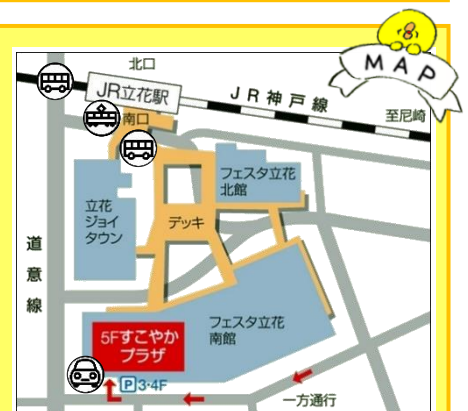 MAP
北口
JR立花駅
JR神戸線
至尼崎
南口
フェスタ立花
北館
立花
ジョイ
タウン
デッキ
道意線
フェスタ立花
南館
5Fすこやか
プラザ
P3・4F
一方通行